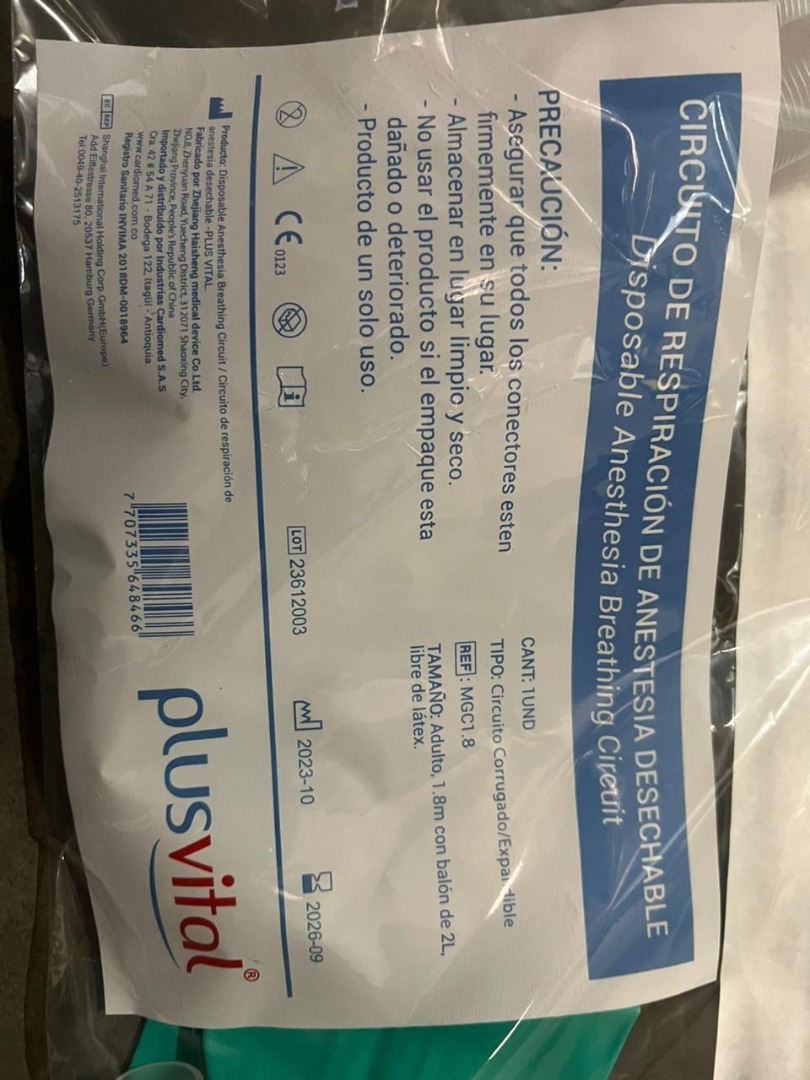 CIRCUITO DE RESPIRACIÓN DE ANESTESIA DESECHABLE
Disposable Anesthesia Breathing Circuit
PRECAUCIÓN:
- Asegurar que todos los conectores esten
firmemente en su lugar.
- Almacenar en lugar limpio y seco.
- No usar el producto si el empaque esta
dañado o deteriorado.
- Producto de un solo uso.
CANT: 1UND
TIPO: Circuito Corrugado/Expandible
REF: MGC1.8
TAMAÑO: Adulto, 1.8m con balón de 2L,
libre de látex.
2
CE 0123
LOT 23612003
2023-10
2026-09
Producto: Disposable Anesthesia Breathing Circuit / Circuito de respiración de
anestesia desechable -PLUS VITAL
Fabricado por Zhejiang Haisheng medical device Co Ltd.
NO.8, Zhenyuan Road, Yuecheng District, 312071 Shaoxing City,
Zhejiang Province, People's Republic of China
Importado y distribuido por Industrias Cardiomed S.A.S
Cra. 42 # 54 A 71 - Bodega 122, Itagüí - Antioquia
www.cardiomed.com.co
Registro Sanitario INVIMA 2018DM-0018964
EC REP Shanghai International Holding Corp. GmbH(Europe)
Add:Eiffestrasse 80, 20537 Hamburg Germany
Tel:0049-40-2513175
7 707335 648466
plusvital®